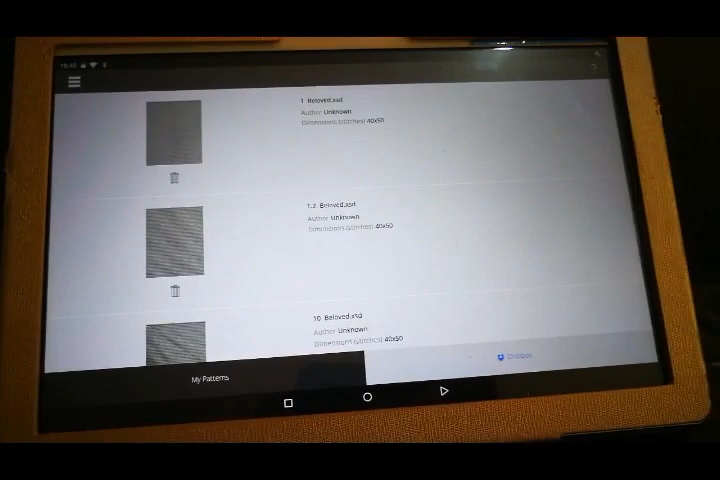 ?
1 Beloved.xsd
Author Unknown
Dimensions (stitches) 40x50
1.2 Beloved.xsd
Author Unknown
Dimensions (stitches) 40x50
10 Beloved.xsd
Author Unknown
Dimensions (stitches) 40x50
My Patterns
Dropbox